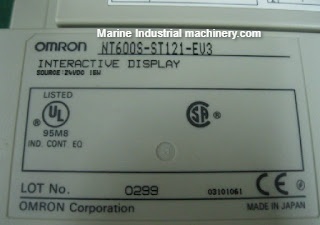 Marine Industrial machinery.com
OMRON NT600S-ST121-EV3
INTERACTIVE DISPLAY
SOURCE 24VDC 15W
LISTED
UL
95M8
IND. CONT EQ
SA
LOT No. 0299 03101061 CE
OMRON Corporation MADE IN JAPAN